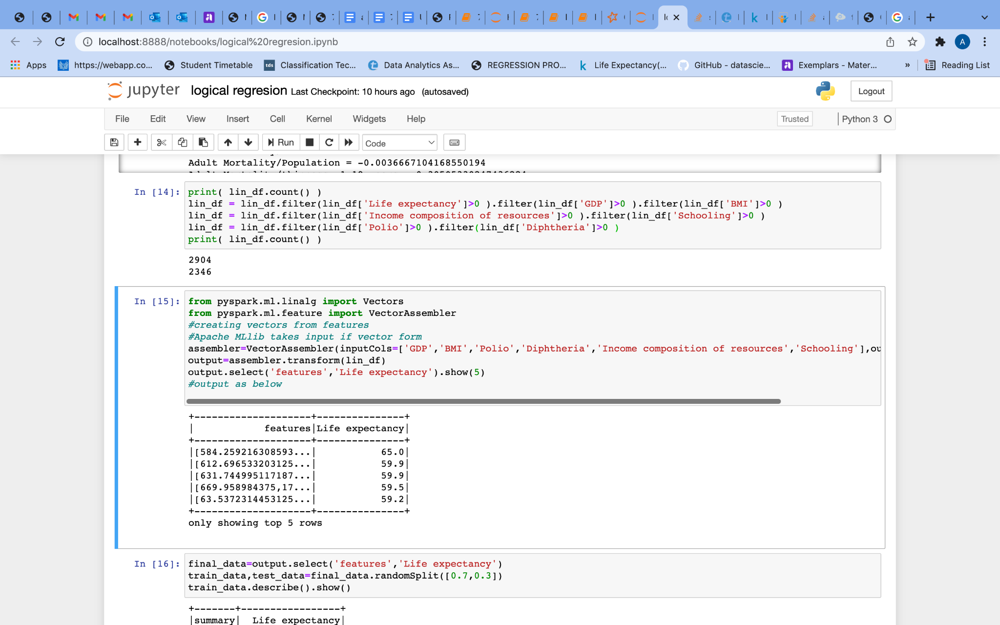 localhost:8888/notebooks/logical%20regresion.ipynb
A
Apps https://webapp.co... Student Timetable tds Classification Tec... Data Analytics As... REGRESSION PRO... k Life Expectancy(... GitHub - datascie... Exemplars - Mater... » Reading List
jupyter logical regresion Last Checkpoint: 10 hours ago (autosaved) Logout
File Edit View Insert Cell Kernel Widgets Help Trusted Python 3
Run Code
Adult Mortality/Population = -0.0036667104168550194
In [14]: print( lin_df.count() )
lin_df = lin_df.filter(lin_df['Life expectancy']>0 ).filter(lin_df['GDP']>0 ).filter(lin_df['BMI']>0 )
lin_df = lin_df.filter(lin_df['Income composition of resources']>0 ).filter(lin_df['Schooling']>0 )
lin_df = lin_df.filter(lin_df['Polio']>0 ).filter(lin_df['Diphtheria']>0 )
print( lin_df.count() )
2904
2346
In [15]: from pyspark.ml.linalg import Vectors
from pyspark.ml.feature import VectorAssembler
#creating vectors from features
#Apache MLlib takes input if vector form
assembler=VectorAssembler(inputCols=['GDP','BMI','Polio','Diphtheria','Income composition of resources','Schooling'],ou
output=assembler.transform(lin_df)
output.select('features','Life expectancy').show(5)
#output as below
+--------------------+---------------+
|            features|Life expectancy|
+--------------------+---------------+
|[584.259216308593...|           65.0|
|[612.696533203125...|           59.9|
|[631.744995117187...|           59.9|
|[669.958984375,17...|           59.5|
|[63.5372314453125...|           59.2|
+--------------------+---------------+
only showing top 5 rows
In [16]: final_data=output.select('features','Life expectancy')
train_data,test_data=final_data.randomSplit([0.7,0.3])
train_data.describe().show()
+-------+-----------------+
|summary|  Life expectancy|